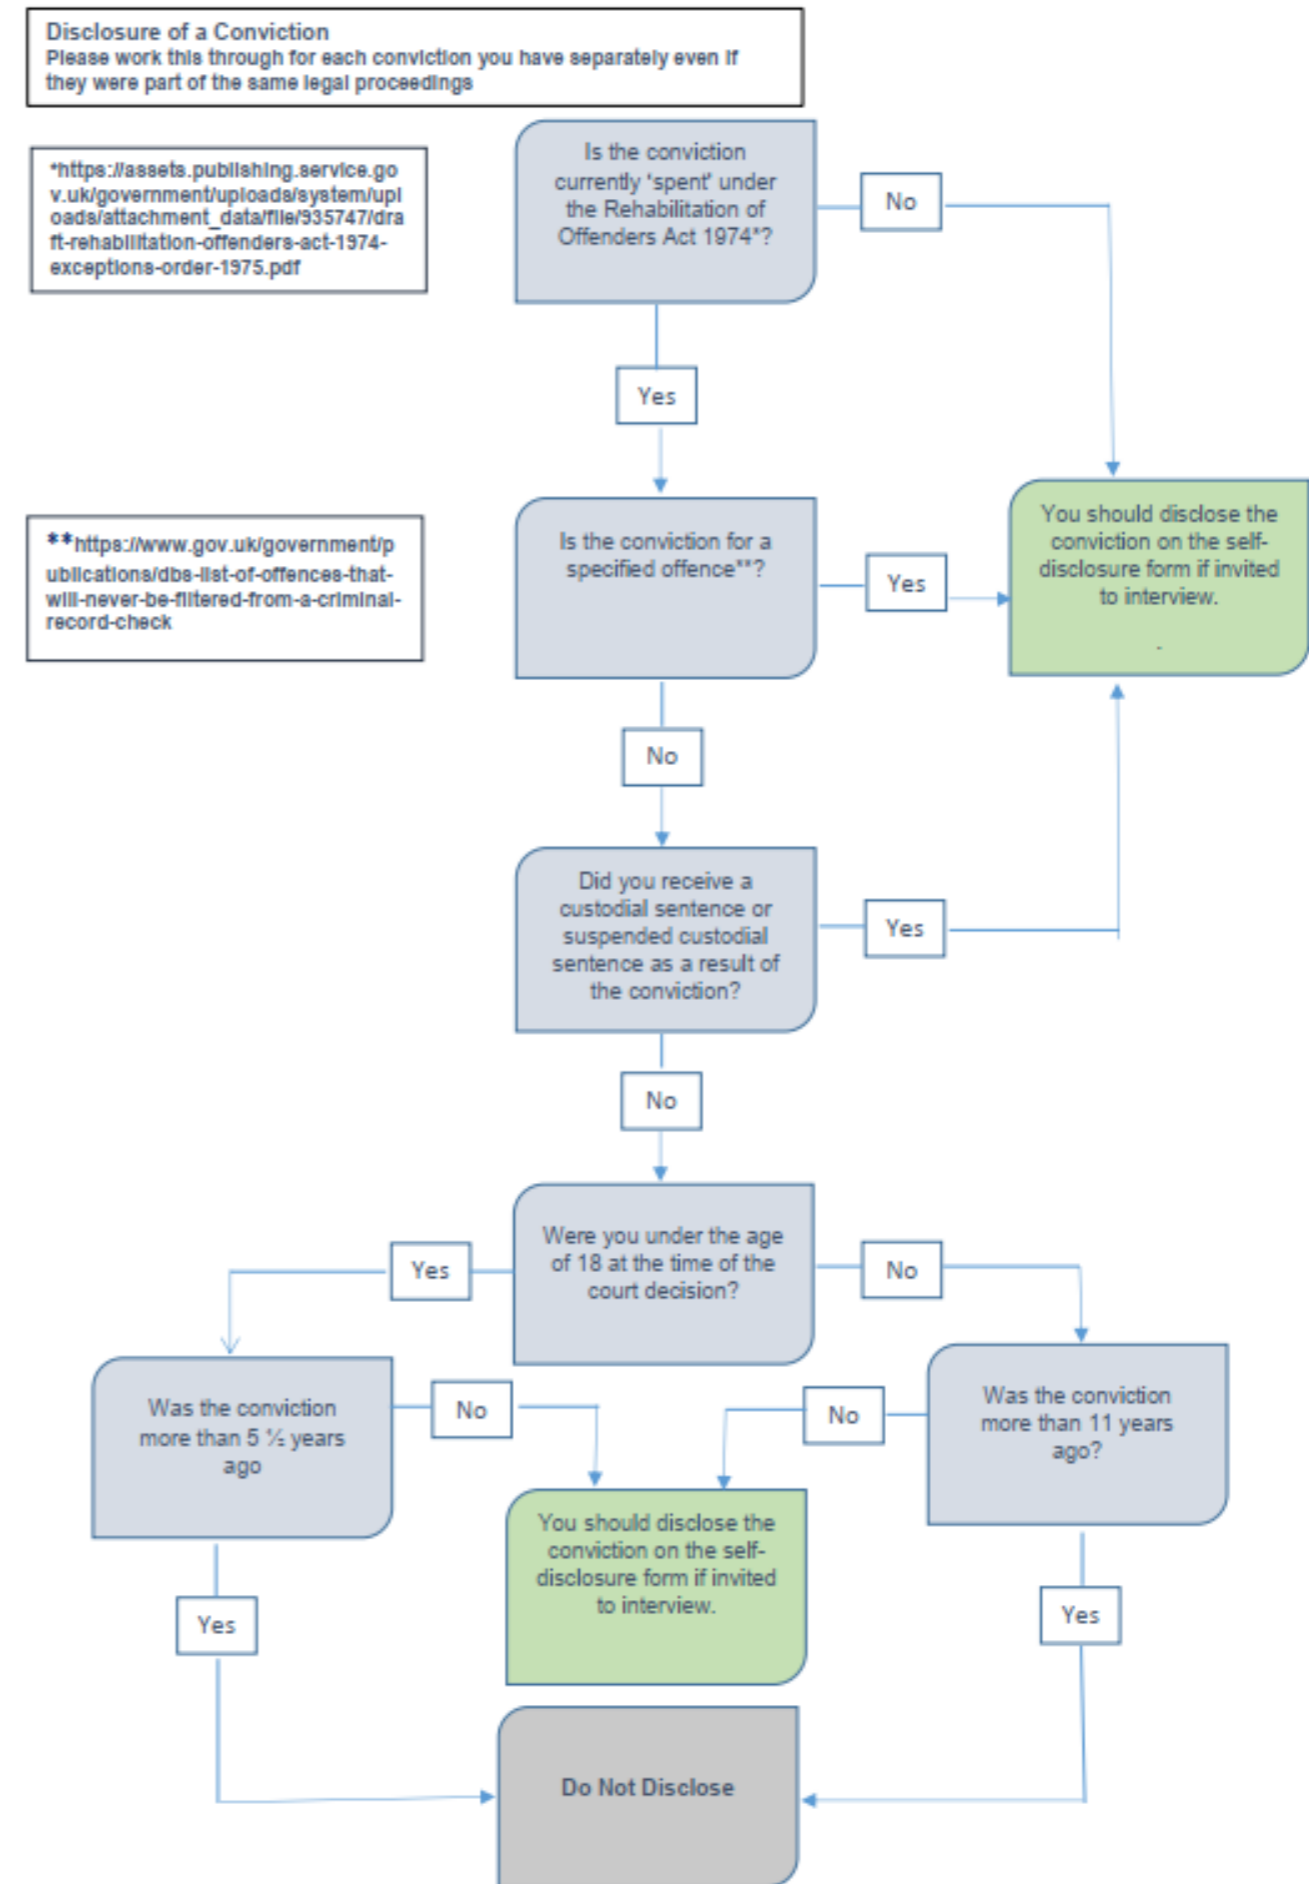 Disclosure of a Conviction
Please work this through for each conviction you have separately even if
they were part of the same legal proceedings
*https://assets.publishing.service.go
v.uk/government/uploads/system/upl
oads/attachment_data/file/935747/dra
ft-rehabilitation-offenders-act-1974-
exceptions-order-1975.pdf
Is the conviction
currently ‘spent’ under
the Rehabilitation of
Offenders Act 1974*?
No
Yes
**https://www.gov.uk/government/p
ublications/dbs-list-of-offences-that-
will-never-be-filtered-from-a-criminal-
record-check
Is the conviction for a
specified offence**?
Yes
You should disclose the
conviction on the self-
disclosure form if invited
to interview.
.
No
Did you receive a
custodial sentence or
suspended custodial
sentence as a result of
the conviction?
Yes
No
Were you under the age
of 18 at the time of the
court decision?
Yes
No
Was the conviction
more than 5 ½ years
ago
No
No
Was the conviction
more than 11 years
ago?
You should disclose the
conviction on the self-
disclosure form if invited
to interview.
Yes
Yes
Do Not Disclose